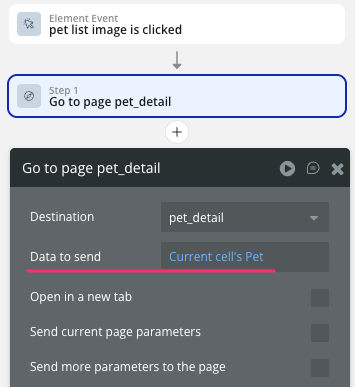 Element Event
pet list image is clicked
Step 1
Go to page pet_detail
Go to page pet_detail
Destination
pet_detail
Data to send
Current cell's Pet
Open in a new tab
Send current page parameters
Send more parameters to the page